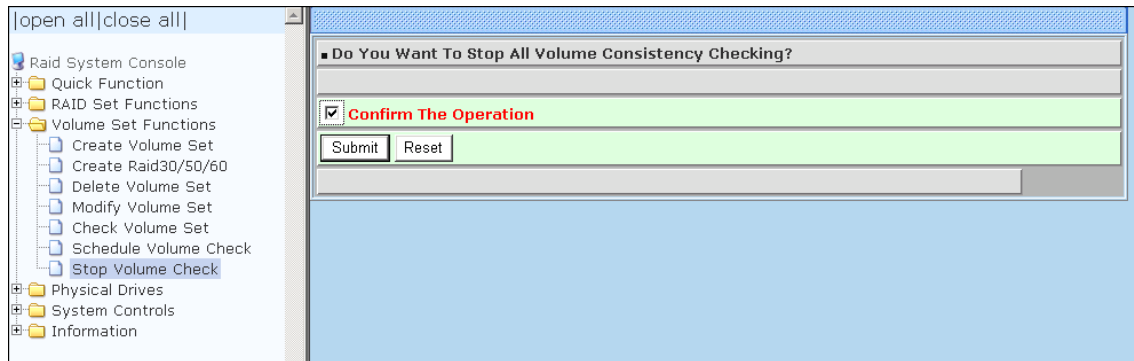 |open all|close all|
Raid System Console
Quick Function
RAID Set Functions
Volume Set Functions
Create Volume Set
Create Raid30/50/60
Delete Volume Set
Modify Volume Set
Check Volume Set
Schedule Volume Check
Stop Volume Check
Physical Drives
System Controls
Information
▪ Do You Want To Stop All Volume Consistency Checking?
Confirm The Operation
Submit Reset